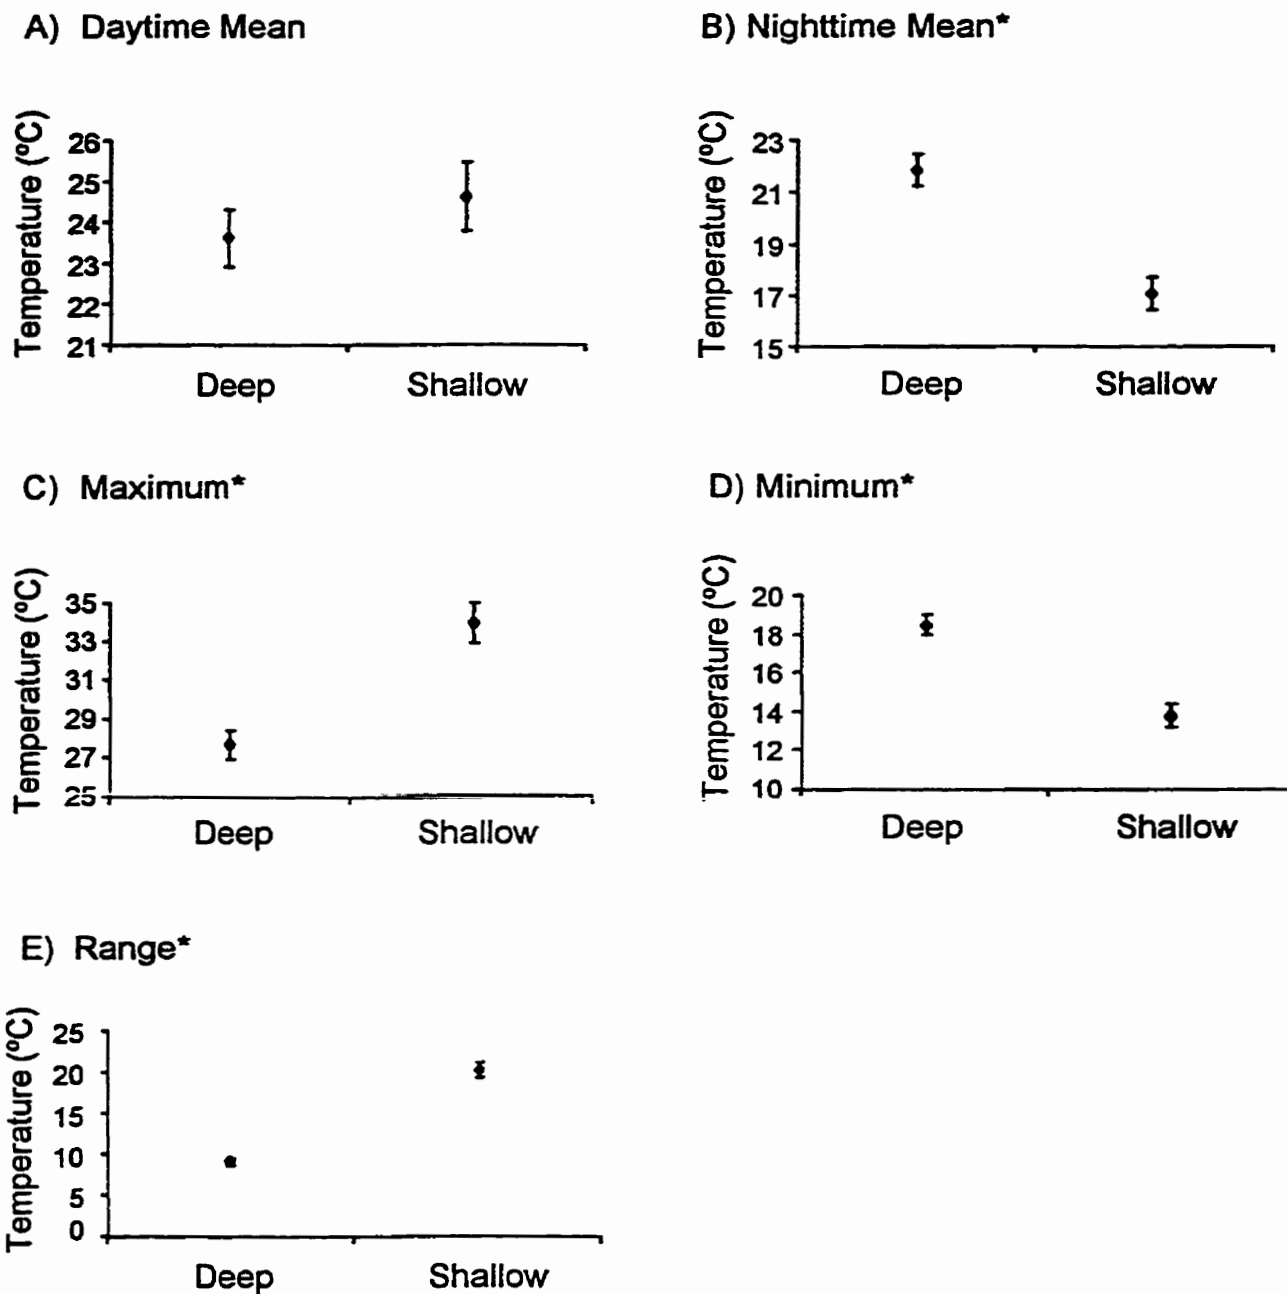 A) Daytime Mean
Temperature (ºC)
26
25
24
23
22
21
Deep Shallow
B) Nighttime Mean*
Temperature (ºC)
23
21
19
17
15
Deep Shallow
C) Maximum*
Temperature (ºC)
35
33
31
29
27
25
Deep Shallow
D) Minimum*
Temperature (ºC)
20
18
16
14
12
10
Deep Shallow
E) Range*
Temperature (ºC)
25
20
15
10
5
0
Deep Shallow